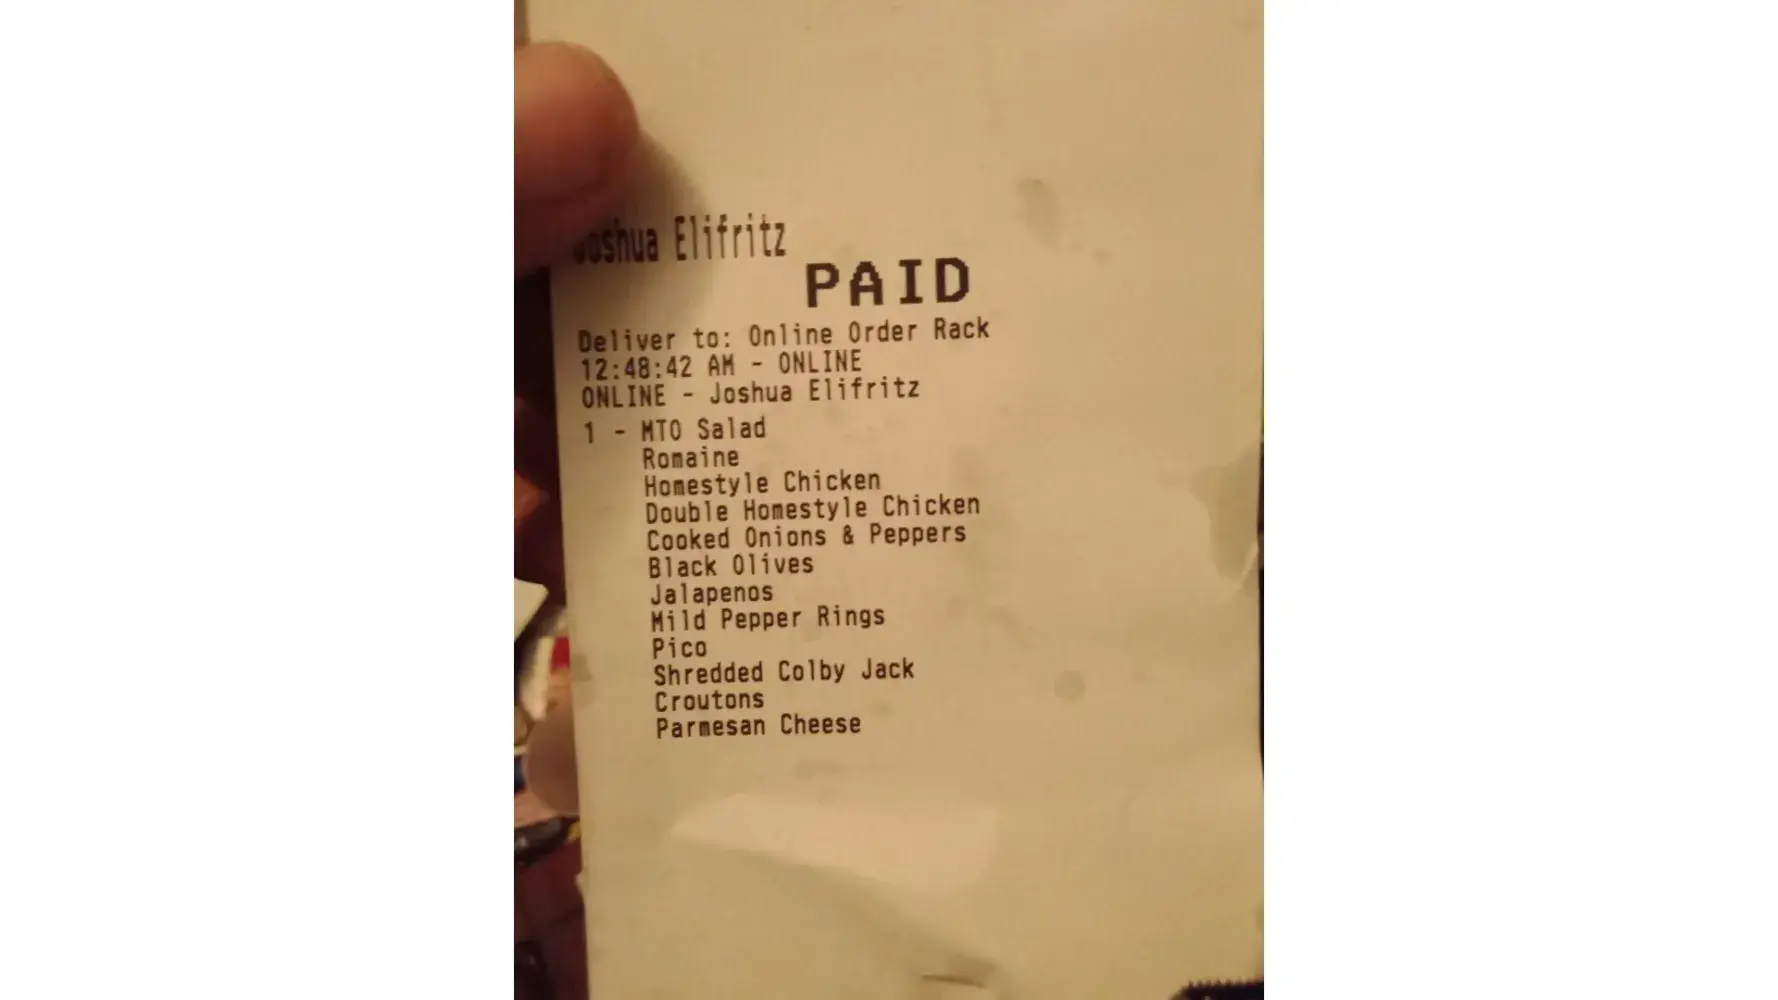 Joshua Elifritz
PAID
Deliver to: Online Order Rack
12:48:42 AM - ONLINE
ONLINE - Joshua Elifritz
1 - MTO Salad
Romaine
Homestyle Chicken
Double Homestyle Chicken
Cooked Onions & Peppers
Black Olives
Jalapenos
Mild Pepper Rings
Pico
Shredded Colby Jack
Croutons
Parmesan Cheese